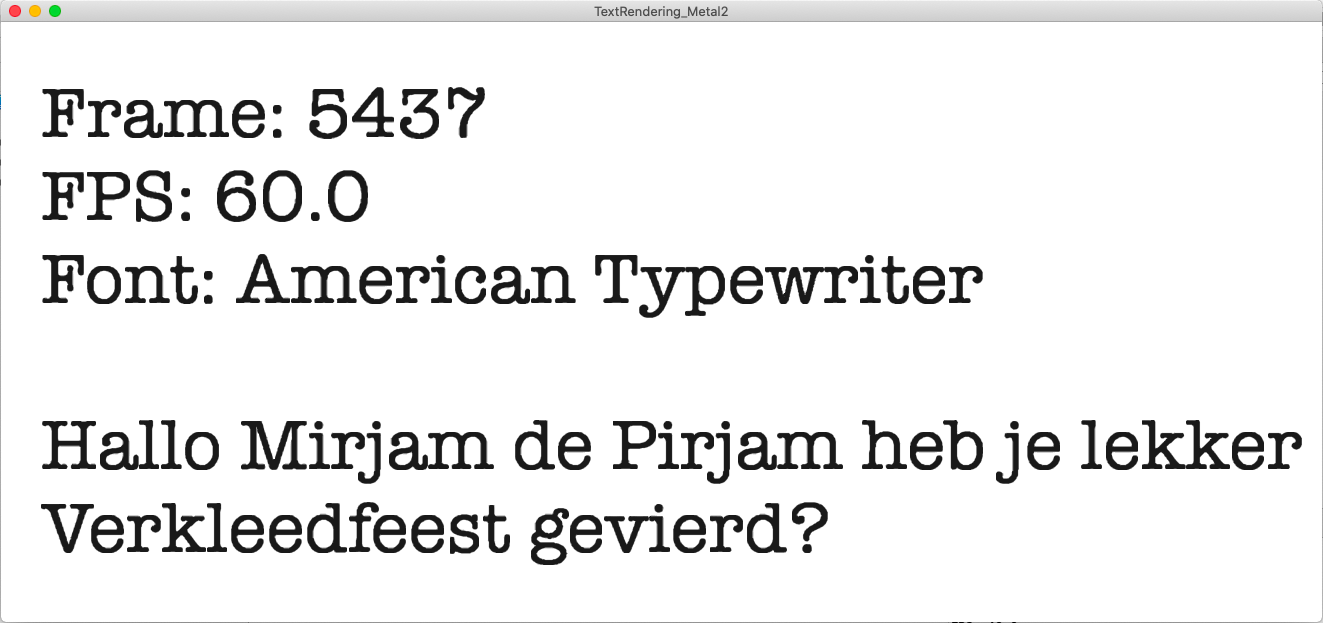 TextRendering_Metal2
Frame: 5437
FPS: 60.0
Font: American Typewriter
Hallo Mirjam de Pirjam heb je lekker
Verkleedfeest gevierd?